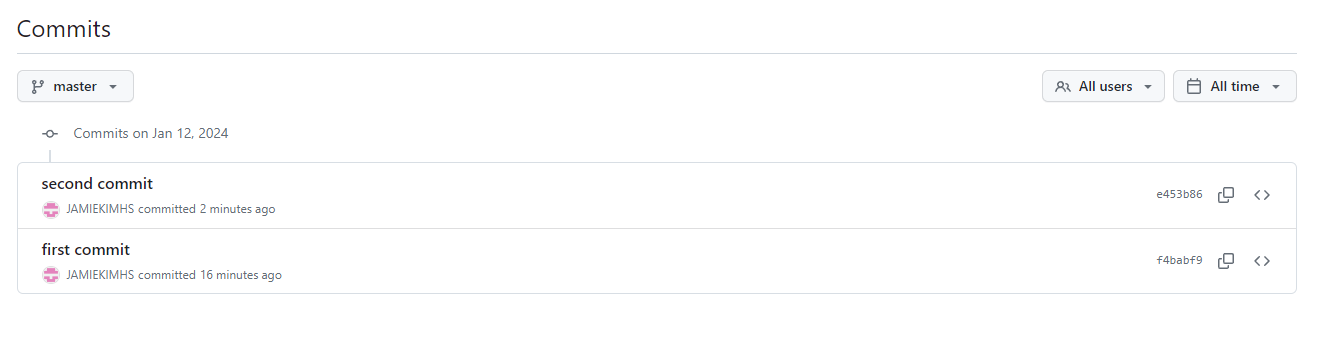 Commits
master
All users
All time
Commits on Jan 12, 2024
second commit
JAMIEKIMHS committed 2 minutes ago
e453b86
first commit
JAMIEKIMHS committed 16 minutes ago
f4babf9